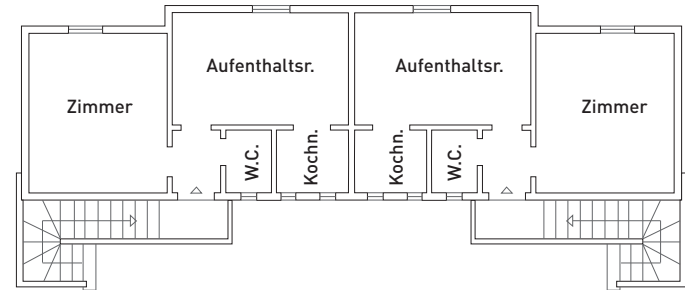 Aufenthaltsr.
Aufenthaltsr.
Zimmer
Zimmer
W.C.
Kochn.
Kochn.
W.C.